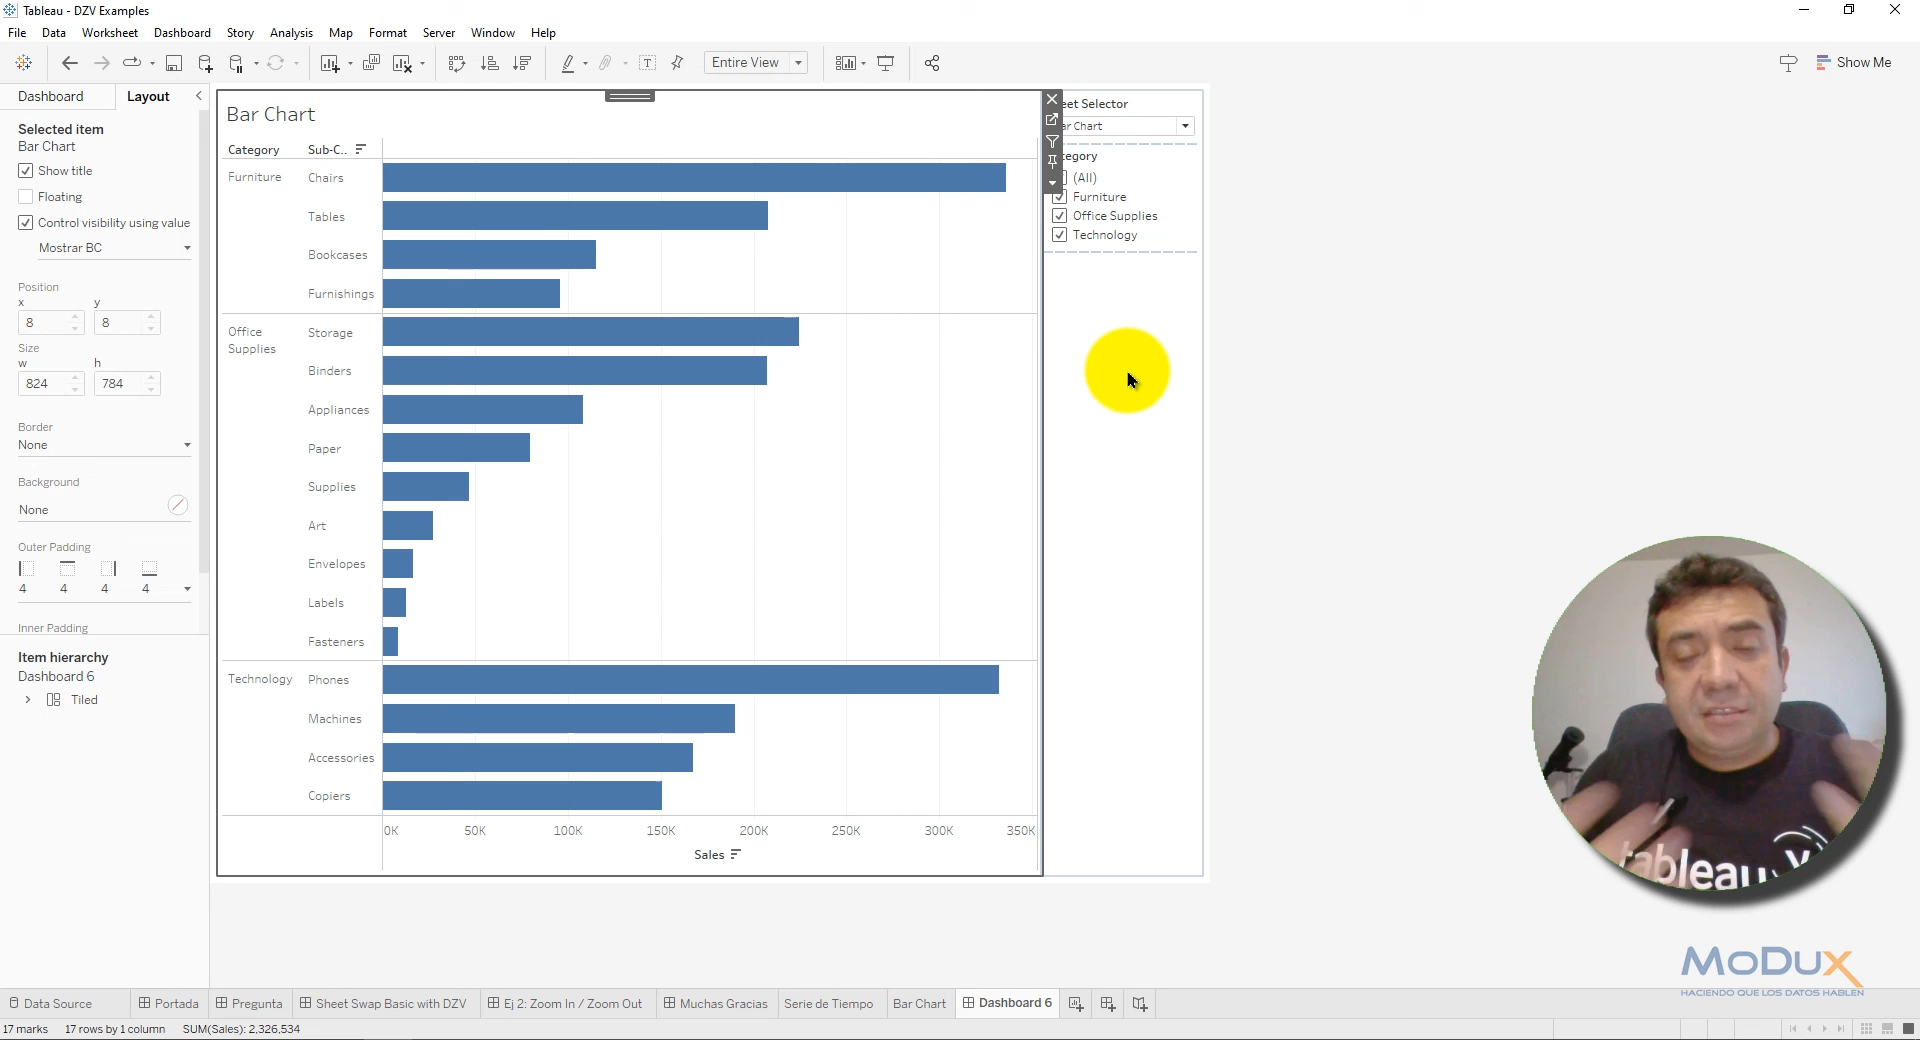 Tableau - DZV Examples
File Data Worksheet Dashboard Story Analysis Map Format Server Window Help
Entire View
Show Me
Dashboard Layout
Selected item
Bar Chart
Show title
Floating
Control visibility using value
Mostrar BC
Position
x y
8 8
Size
w h
824 784
Border
None
Background
None
Outer Padding
4 4 4 4
Inner Padding
Item hierarchy
Dashboard 6
Tiled
Bar Chart
Category Sub-C..
Furniture Chairs
Tables
Bookcases
Furnishings
Office Supplies Storage
Binders
Appliances
Paper
Supplies
Art
Envelopes
Labels
Fasteners
Technology Phones
Machines
Accessories
Copiers
0K 50K 100K 150K 200K 250K 300K 350K
Sales
eet Selector
ar Chart
tegory
(All)
Furniture
Office Supplies
Technology
tableau
MODUX
HACIENDO QUE LOS DATOS HABLEN
Data Source Portada Pregunta Sheet Swap Basic with DZV Ej 2: Zoom In / Zoom Out Muchas Gracias Serie de Tiempo Bar Chart Dashboard 6
17 marks 17 rows by 1 column SUM(Sales): 2,326,534